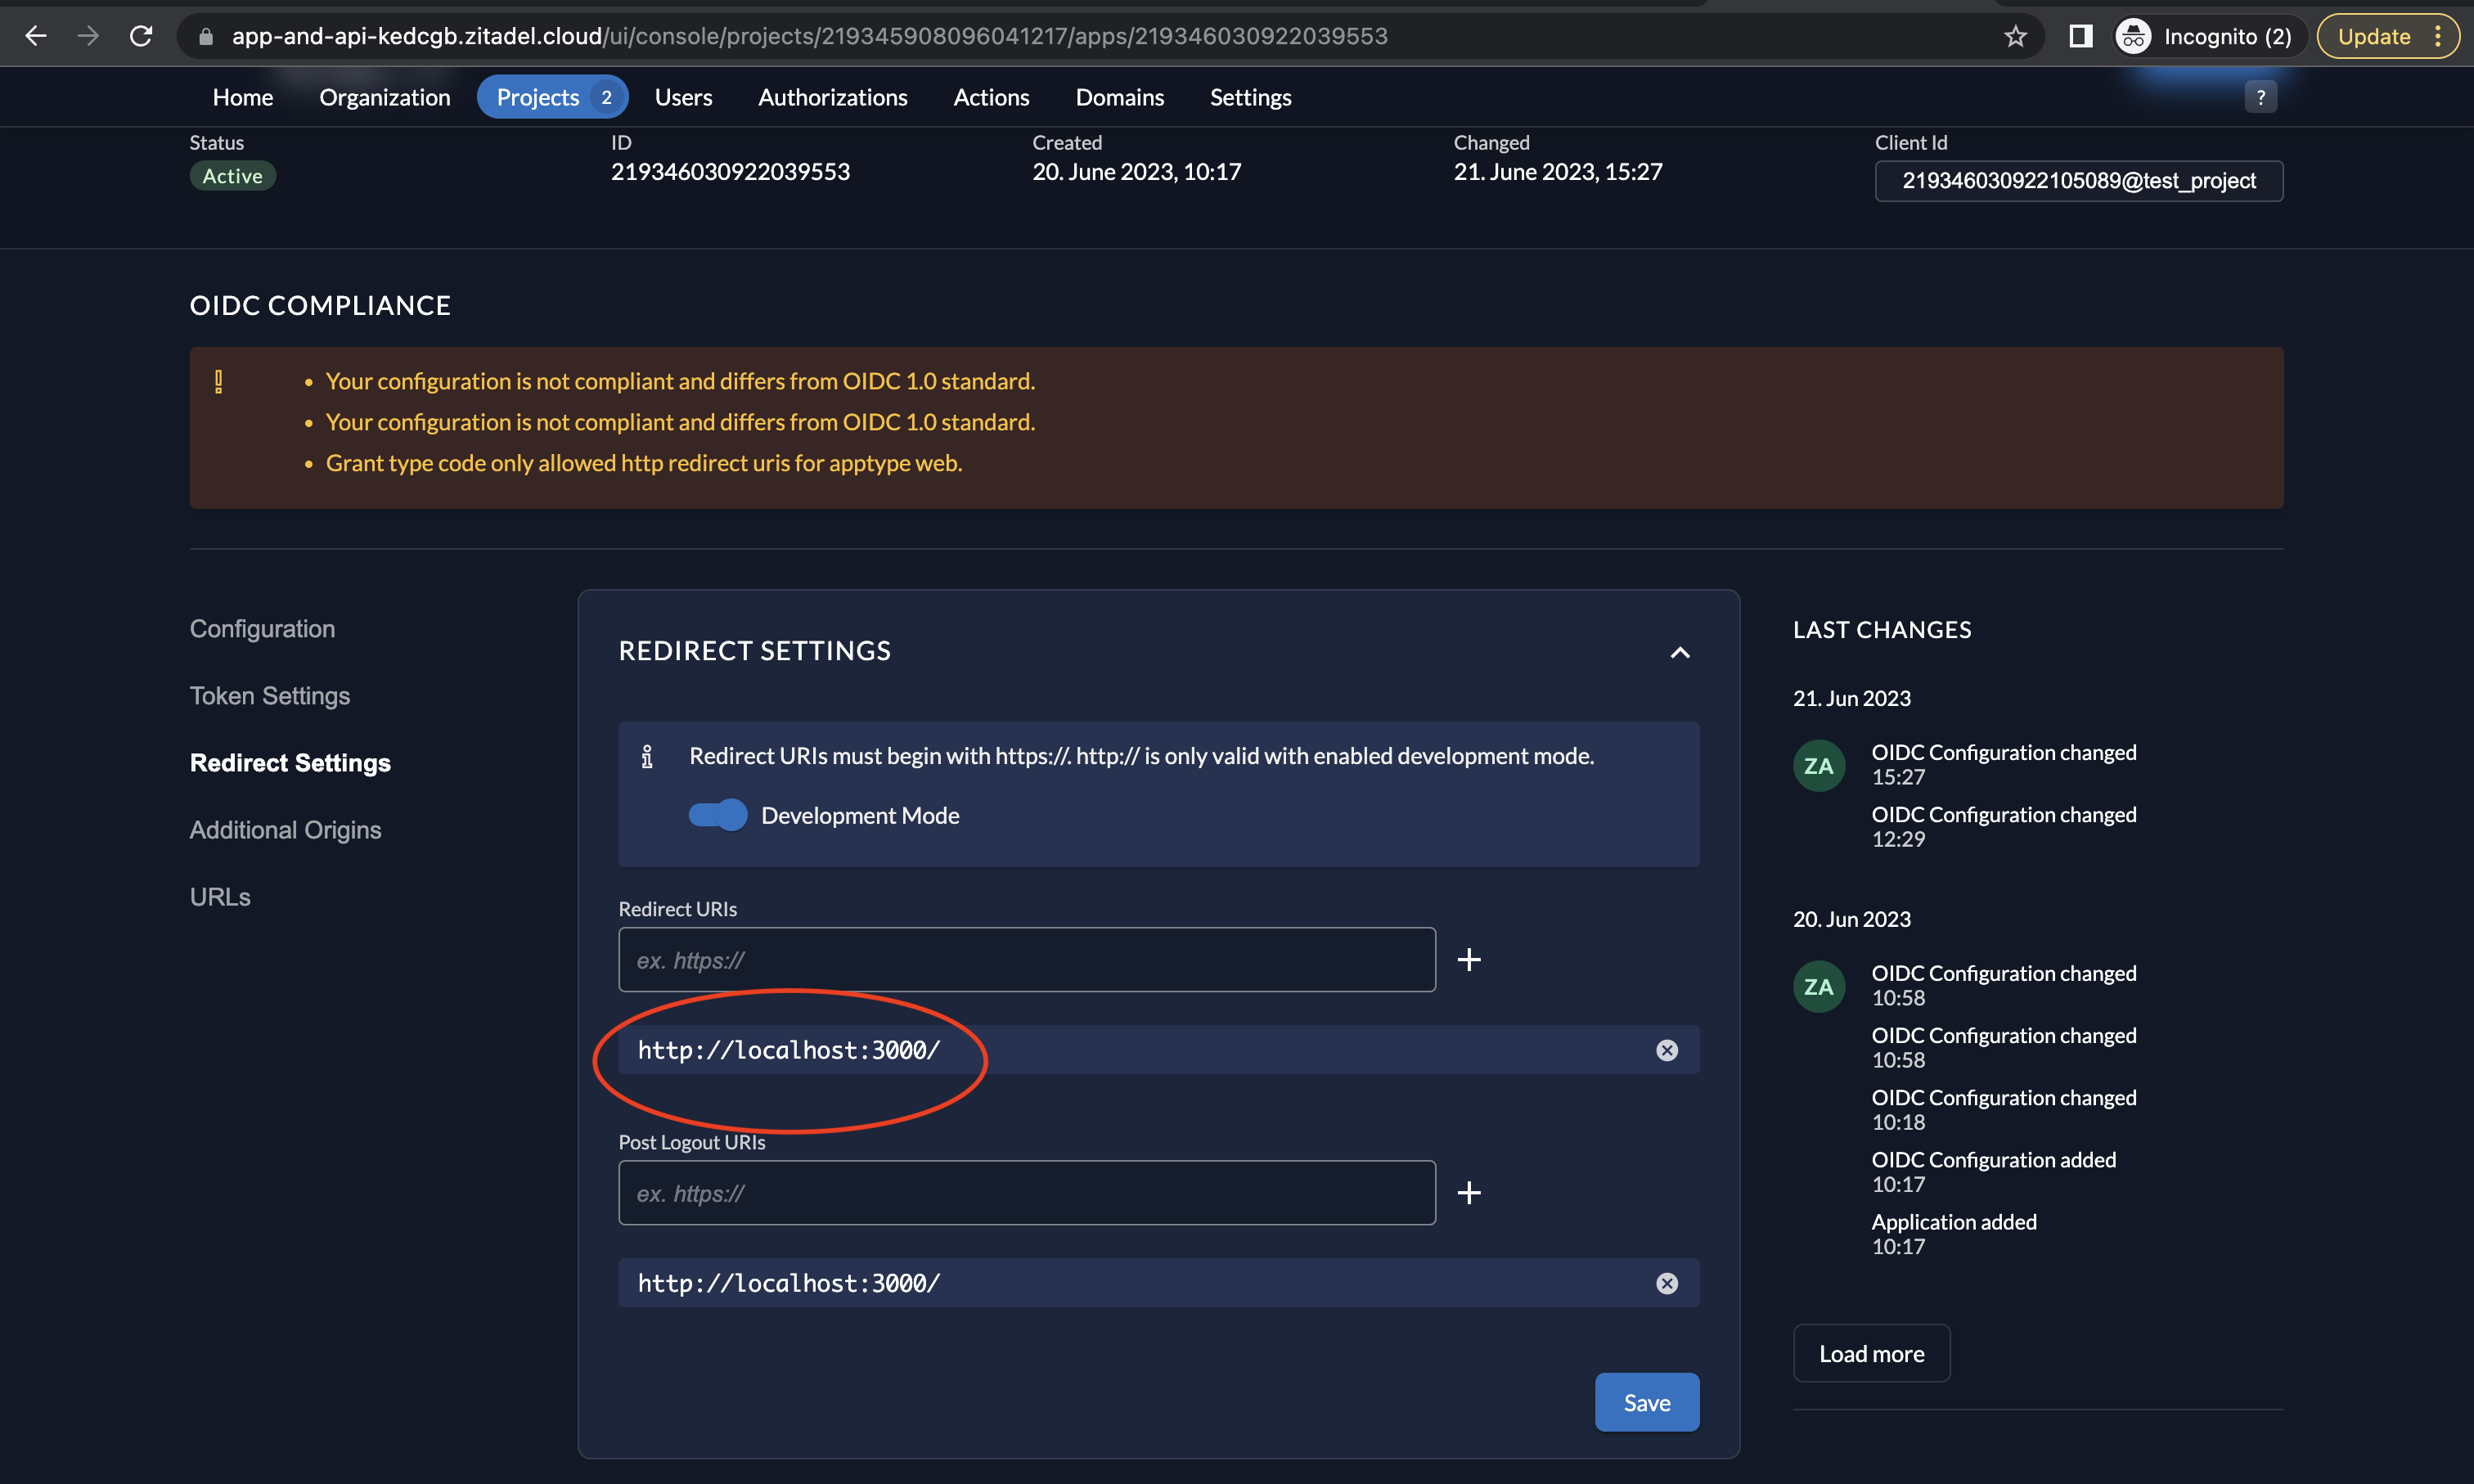 app-and-api-kedcgb.zitadel.cloud/ui/console/projects/219345908096041217/apps/219346030922039553
Incognito (2)
Update
Home
Organization
Projects 2
Users
Authorizations
Actions
Domains
Settings
?
Status
Active
ID
219346030922039553
Created
20. June 2023, 10:17
Changed
21. June 2023, 15:27
Client Id
219346030922105089@test_project
OIDC COMPLIANCE
Your configuration is not compliant and differs from OIDC 1.0 standard.
Your configuration is not compliant and differs from OIDC 1.0 standard.
Grant type code only allowed http redirect uris for apptype web.
Configuration
Token Settings
Redirect Settings
Additional Origins
URLs
REDIRECT SETTINGS
Redirect URIs must begin with https://. http:// is only valid with enabled development mode.
Development Mode
Redirect URIs
ex. https://
http://localhost:3000/
Post Logout URIs
ex. https://
http://localhost:3000/
Save
LAST CHANGES
21. Jun 2023
ZA
OIDC Configuration changed
15:27
OIDC Configuration changed
12:29
20. Jun 2023
ZA
OIDC Configuration changed
10:58
OIDC Configuration changed
10:58
OIDC Configuration changed
10:18
OIDC Configuration added
10:17
Application added
10:17
Load more